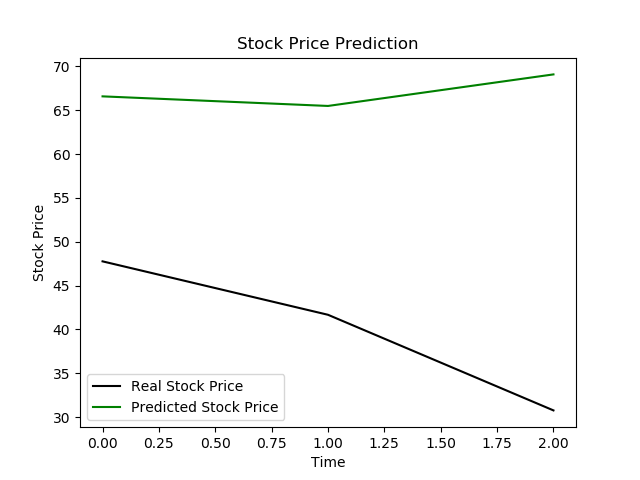 Stock Price Prediction
70
65
60
55
50
45
40
35
30
Stock Price
Real Stock Price
Predicted Stock Price
0.00 0.25 0.50 0.75 1.00 1.25 1.50 1.75 2.00
Time